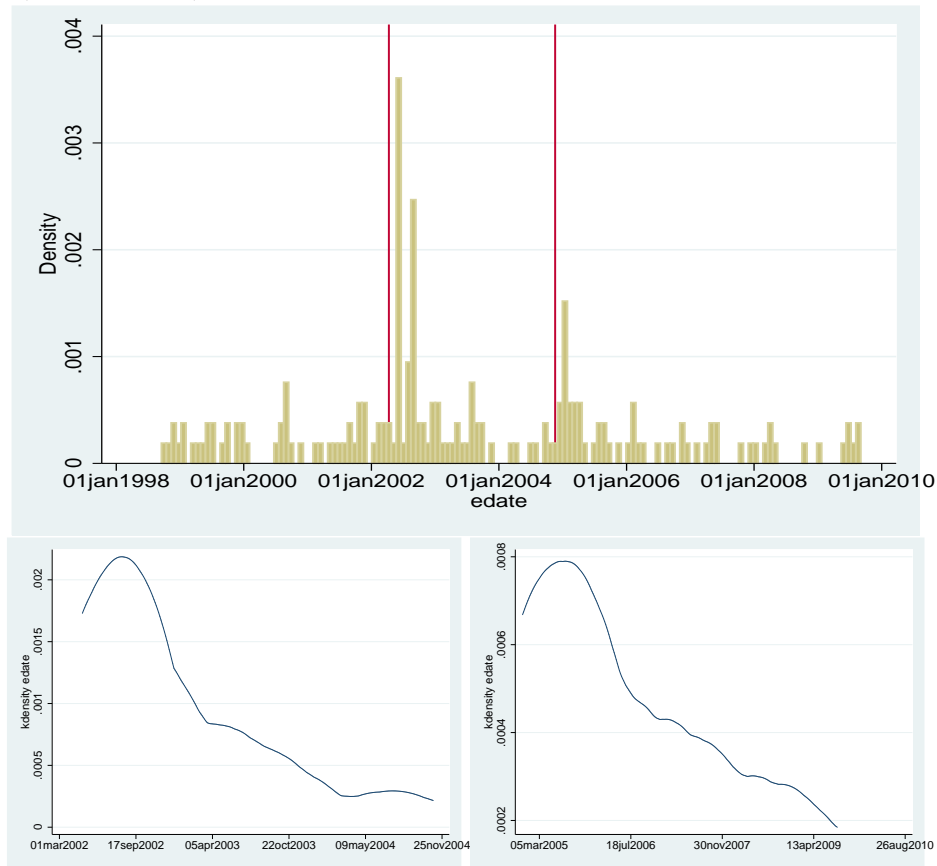 .004
.003
.002
.001
0
Density
01jan1998 01jan2000 01jan2002 01jan2004 01jan2006 01jan2008 01jan2010
edate
.002
.0015
.001
.0005
0
kdensity edate
01mar2002 17sep2002 05apr2003 22oct2003 09may2004 25nov2004
.0008
.0006
.0004
.0002
kdensity edate
05mar2005 18jul2006 30nov2007 13apr2009 26aug2010